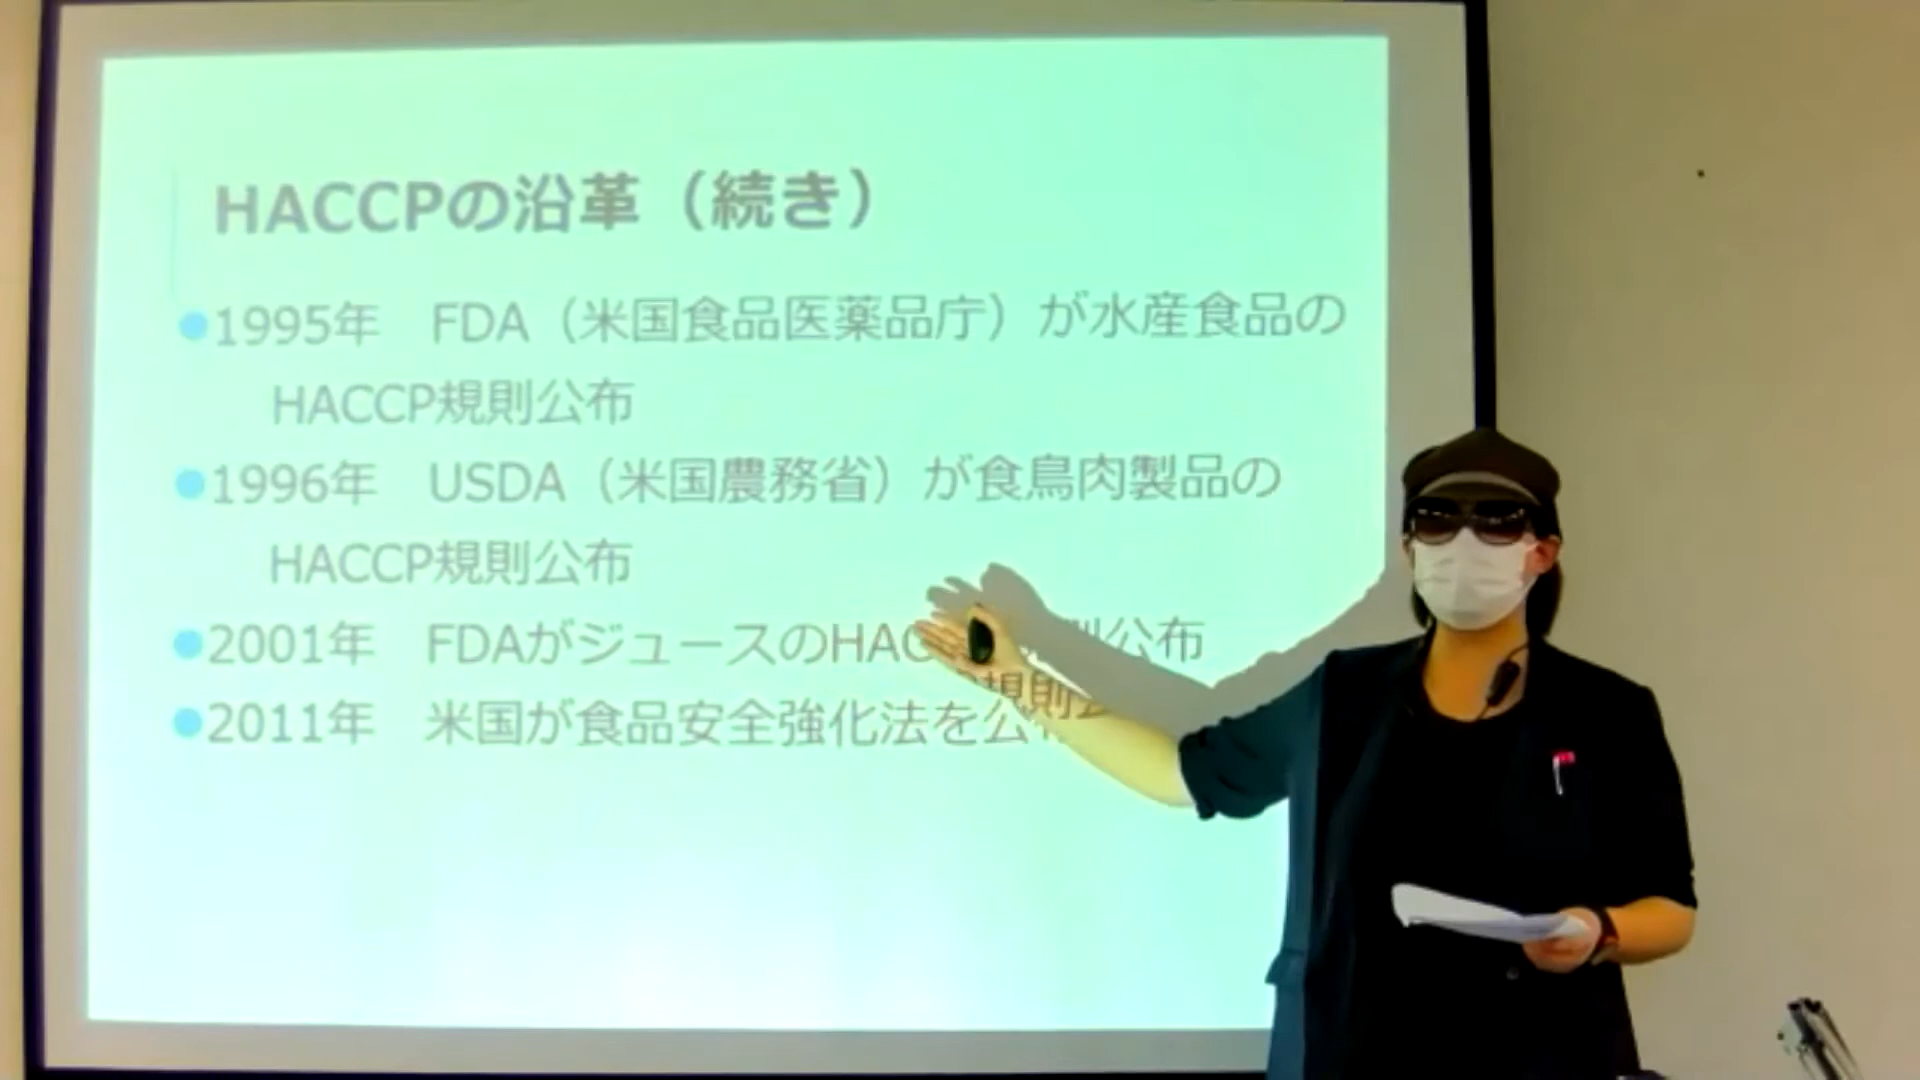 HACCPの沿革（続き）
●1995年　FDA（米国食品医薬品庁）が水産食品の
HACCP規則公布
●1996年　USDA（米国農務省）が食鳥肉製品の
HACCP規則公布
●2001年　FDAがジュースのHAC 則公布
●2011年　米国が食品安全強化法を公布